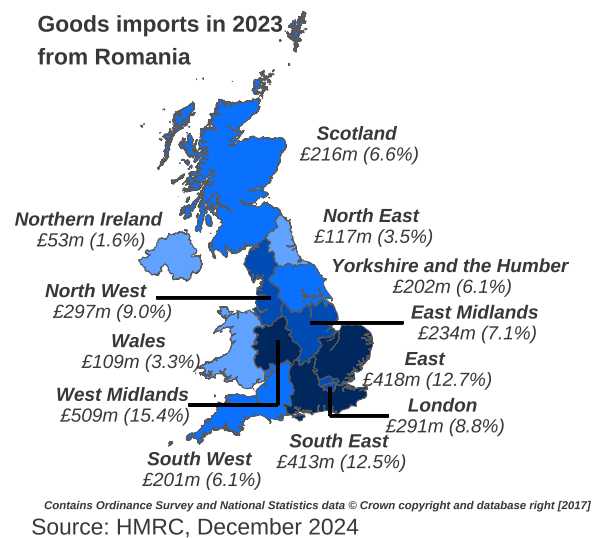 Goods imports in 2023
from Romania
Scotland
£216m (6.6%)
Northern Ireland
£53m (1.6%)
North East
£117m (3.5%)
Yorkshire and the Humber
£202m (6.1%)
North West
£297m (9.0%)
East Midlands
£234m (7.1%)
Wales
£109m (3.3%)
East
£418m (12.7%)
West Midlands
£509m (15.4%)
London
£291m (8.8%)
South East
£413m (12.5%)
South West
£201m (6.1%)
Contains Ordinance Survey and National Statistics data © Crown copyright and database right [2017]
Source: HMRC, December 2024